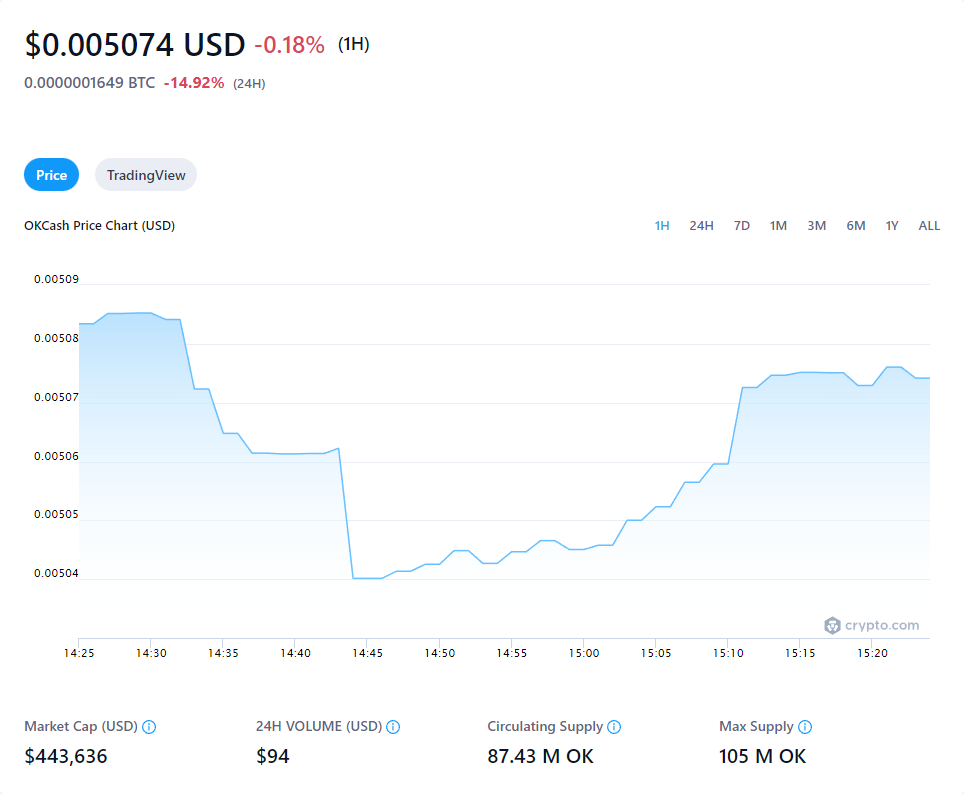 $0.005074 USD -0.18% (1H)
0.0000001649 BTC -14.92% (24H)
Price TradingView
OKCash Price Chart (USD) 1H 24H 7D 1M 3M 6M 1Y ALL
0.00509
0.00508
0.00507
0.00506
0.00505
0.00504
crypto.com
14:25 14:30 14:35 14:40 14:45 14:50 14:55 15:00 15:05 15:10 15:15 15:20
Market Cap (USD) 24H VOLUME (USD) Circulating Supply Max Supply
$443,636 $94 87.43 M OK 105 M OK